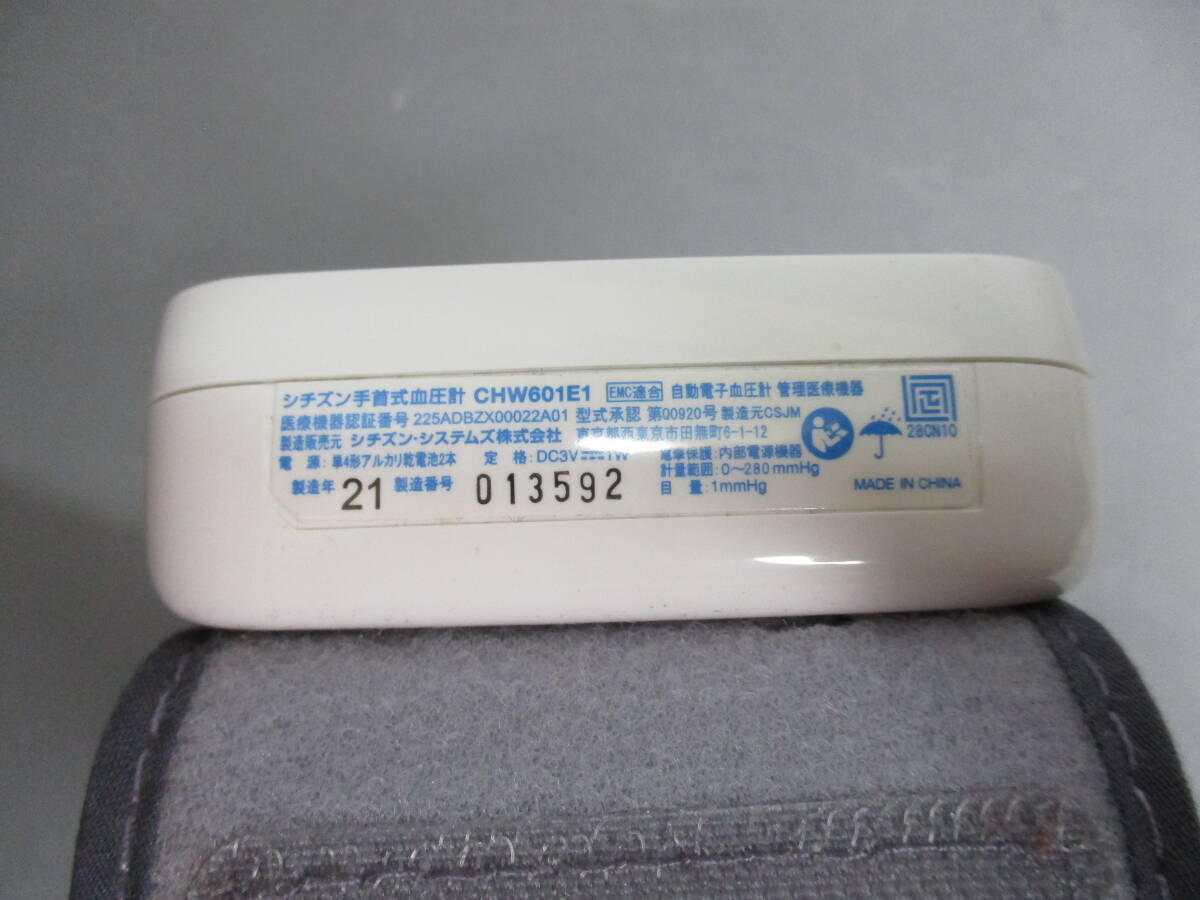 シチズン手首式血圧計 CHW601E1 EMC適合 自動電子血圧計 管理医療機器
医療機器認証番号 225ADBZX00022A01 型式承認 第00920号 製造元CSJM
製造販売元 シチズン・システムズ株式会社 東京都西東京市田無町6-1-12
電 源:単4形アルカリ乾電池2本 定 格:DC3V⎓1W 電撃保護:内部電源機器
計量範囲:0〜280mmHg
製造年 21 製造番号 013592 目 量:1mmHg
28CN10
MADE IN CHINA